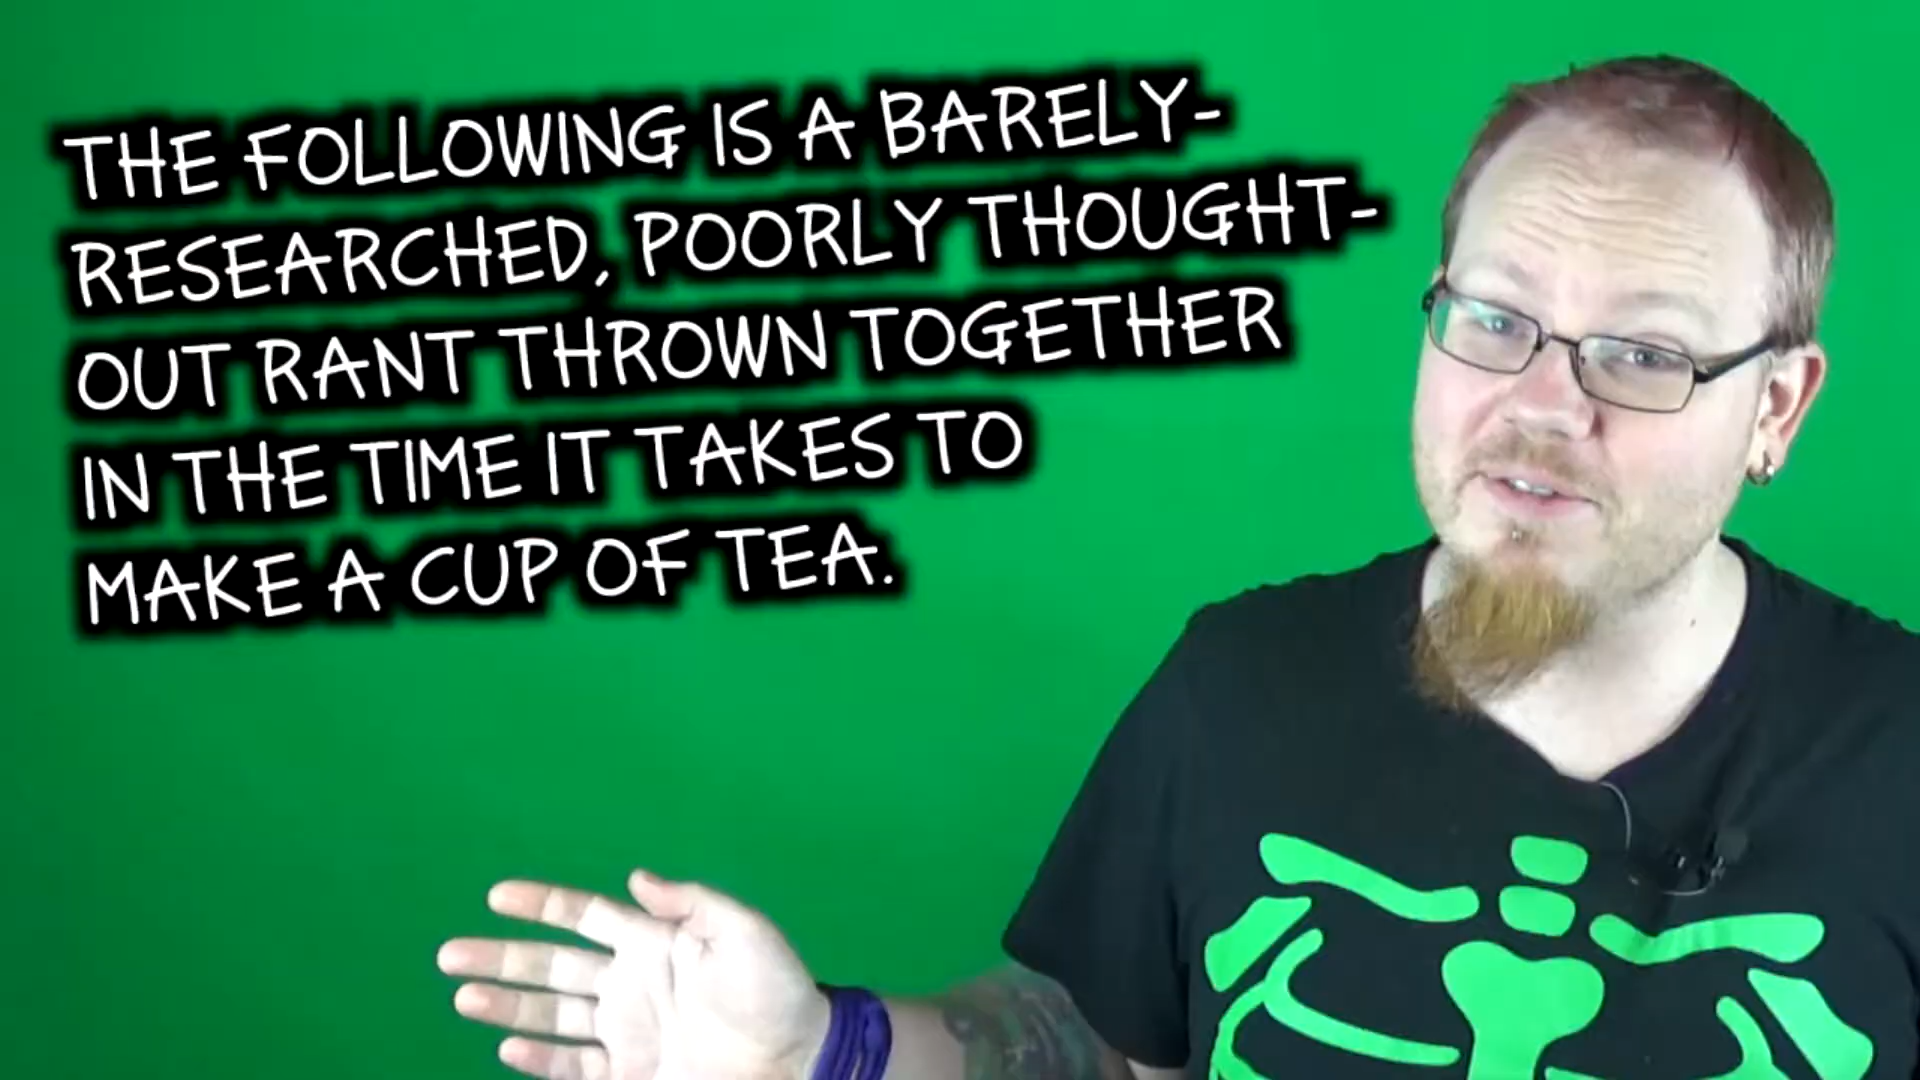 THE FOLLOWING IS A BARELY-
RESEARCHED, POORLY THOUGHT-
OUT RANT THROWN TOGETHER
IN THE TIME IT TAKES TO
MAKE A CUP OF TEA.